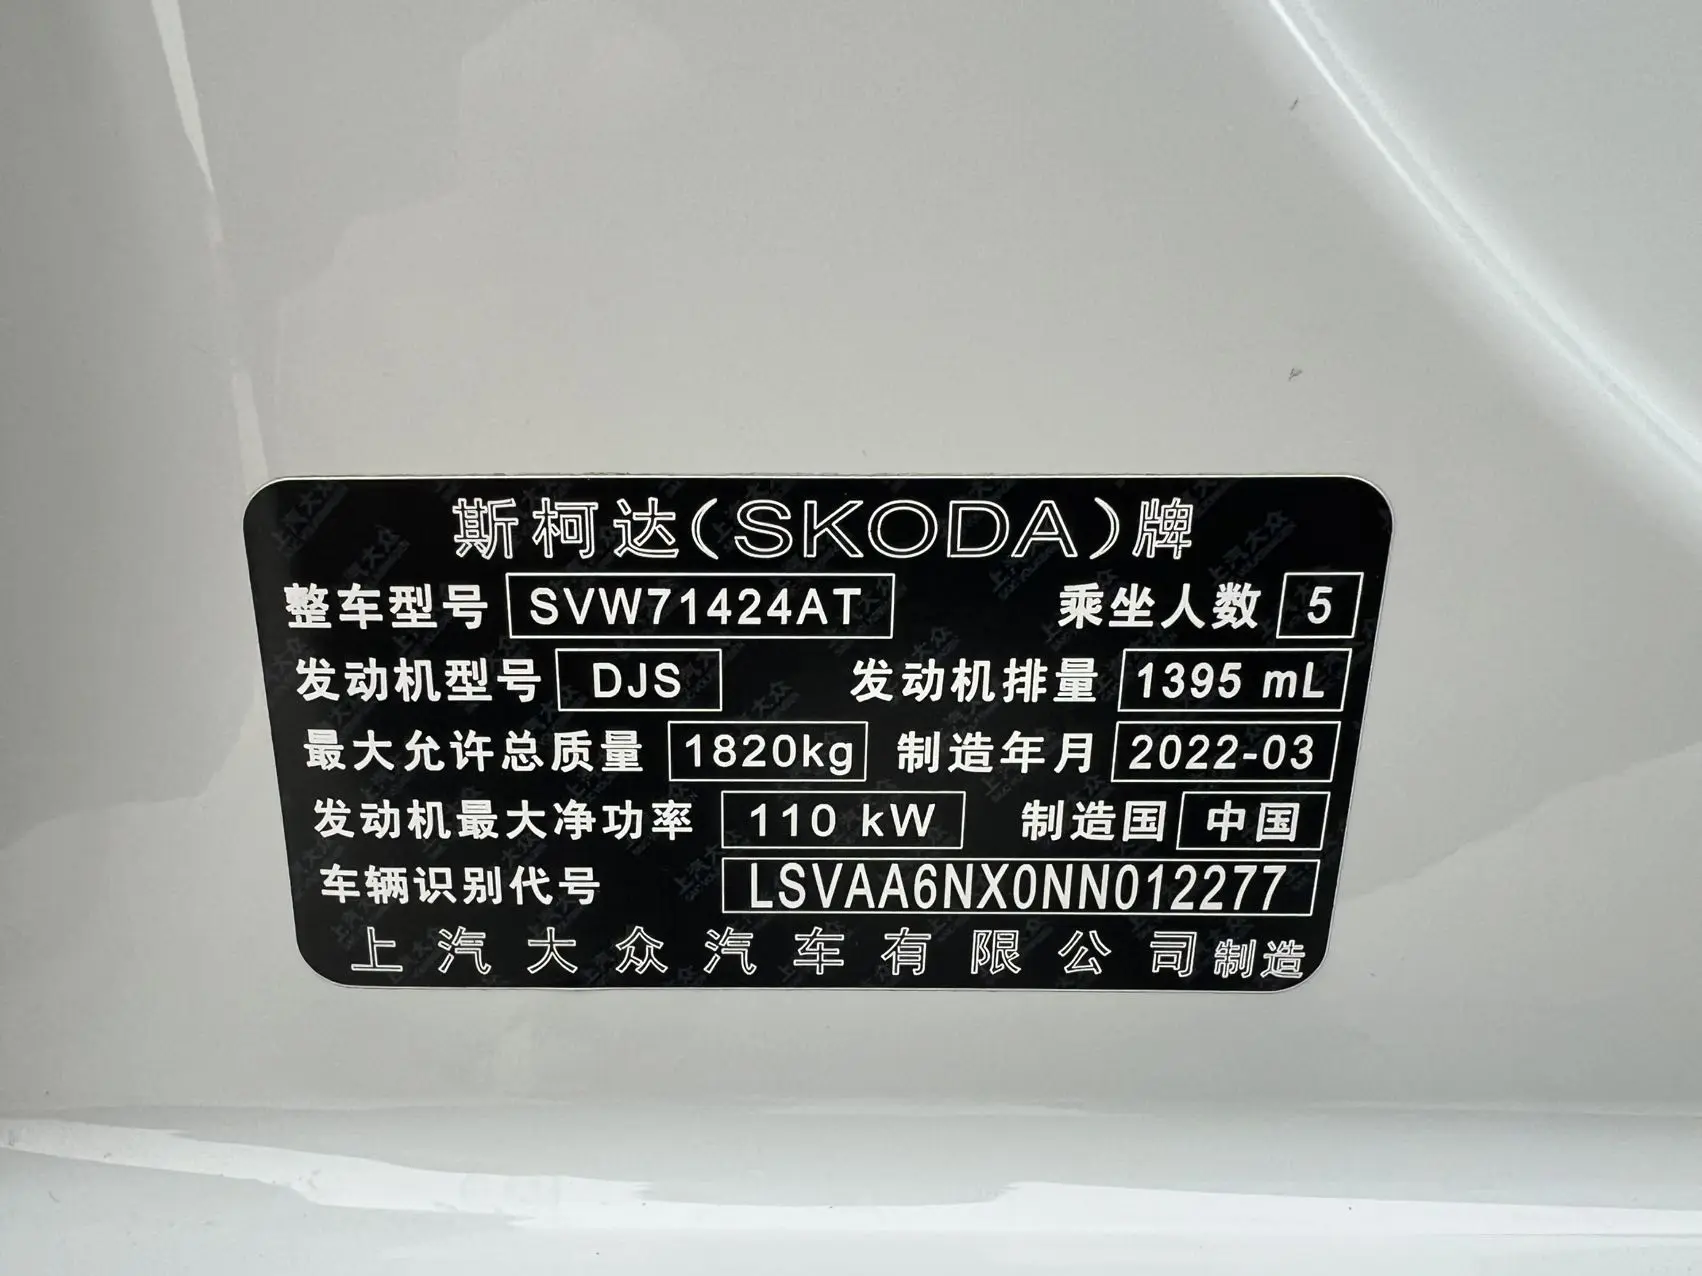 斯柯达(SKODA)牌
整车型号 SVW71424AT 乘坐人数 5
发动机型号 DJS 发动机排量 1395 mL
最大允许总质量 1820kg 制造年月 2022-03
发动机最大净功率 110 kW 制造国 中国
车辆识别代号 LSVAA6NX0NN012277
上汽大众汽车有限公司制造